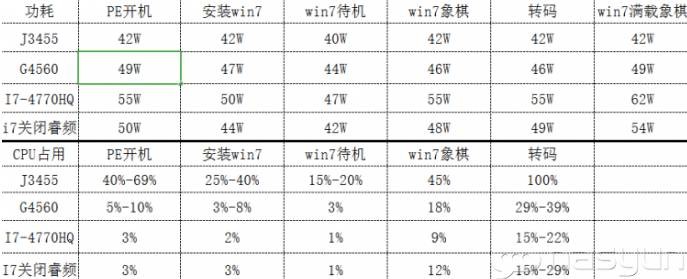 功耗 PE开机 安装win7 win7待机 win7象棋 转码 win7满载象棋
J3455 42W 42W 40W 42W 42W 42W
G4560 49W 47W 44W 46W 46W 49W
I7-4770HQ 55W 50W 47W 55W 55W 62W
i7关闭睿频 50W 44W 42W 48W 49W 54W
CPU占用 PE开机 安装win7 win7待机 win7象棋 转码
J3455 40%-69% 25%-40% 15%-20% 45% 100%
G4560 5%-10% 3%-8% 3% 18% 29%-39%
I7-4770HQ 3% 2% 1% 9% 15%-22%
I7关闭睿频 3% 3% 1% 12% 15%-29%
nasyun